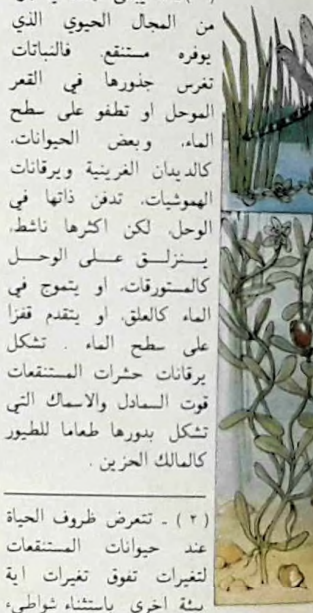 من المجال الحيوي الذي
يوفره مستنقع. فالنباتات
تغرس جذورها في القعر
الموحل او تطفو على سطح
الماء. وبعض الحيوانات،
كالديدان الغرينية ويرقانات
الهموشيات، تدفن ذاتها في
الوحل، لكن اكثرها ناشط،
ينزلق على الوحل
كالمستورقات، او يتموج في
الماء كالعلق، او يتقدم قفزا
على سطح الماء . تشكل
يرقانات حشرات المستنقعات
قوت السمادل والاسماك التي
تشكل بدورها طعاما للطيور
كالمالك الحزين .
( ٢ ) ـ تتعرض ظروف الحياة
عند حيوانات المستنقعات
لتغيرات تفوق تغيرات اية
بيئة اخرى باستثناء شواطىء